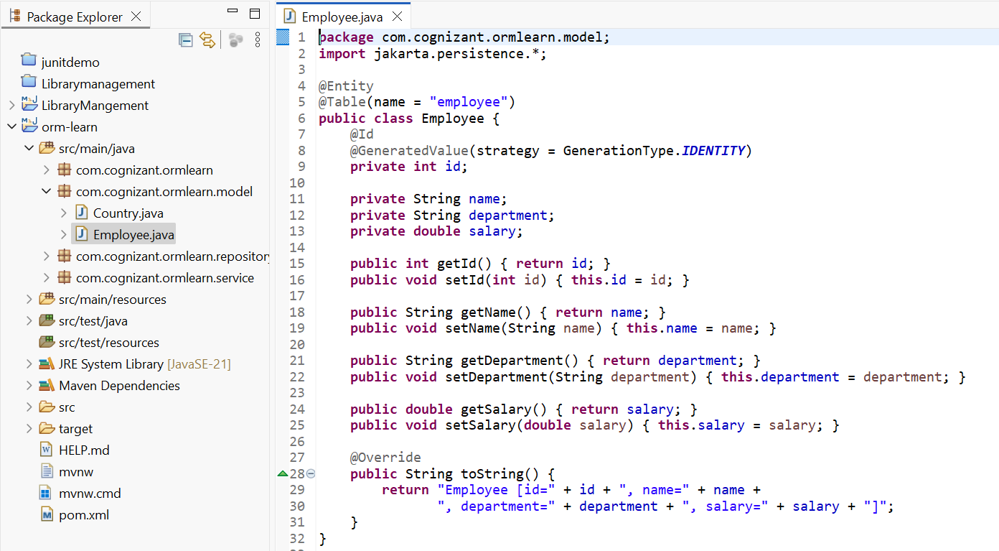 Package Explorer
junitdemo
Librarymanagement
LibraryMangement
orm-learn
src/main/java
com.cognizant.ormlearn
com.cognizant.ormlearn.model
Country.java
Employee.java
com.cognizant.ormlearn.repository
com.cognizant.ormlearn.service
src/main/resources
src/test/java
src/test/resources
JRE System Library [JavaSE-21]
Maven Dependencies
src
target
HELP.md
mvnw
mvnw.cmd
pom.xml
Employee.java
1 package com.cognizant.ormlearn.model;
2 import jakarta.persistence.*;
3
4 @Entity
5 @Table(name = "employee")
6 public class Employee {
7     @Id
8     @GeneratedValue(strategy = GenerationType.IDENTITY)
9     private int id;
10
11     private String name;
12     private String department;
13     private double salary;
14
15     public int getId() { return id; }
16     public void setId(int id) { this.id = id; }
17
18     public String getName() { return name; }
19     public void setName(String name) { this.name = name; }
20
21     public String getDepartment() { return department; }
22     public void setDepartment(String department) { this.department = department; }
23
24     public double getSalary() { return salary; }
25     public void setSalary(double salary) { this.salary = salary; }
26
27     @Override
28     public String toString() {
29         return "Employee [id=" + id + ", name=" + name +
30                ", department=" + department + ", salary=" + salary + "]";
31     }
32 }